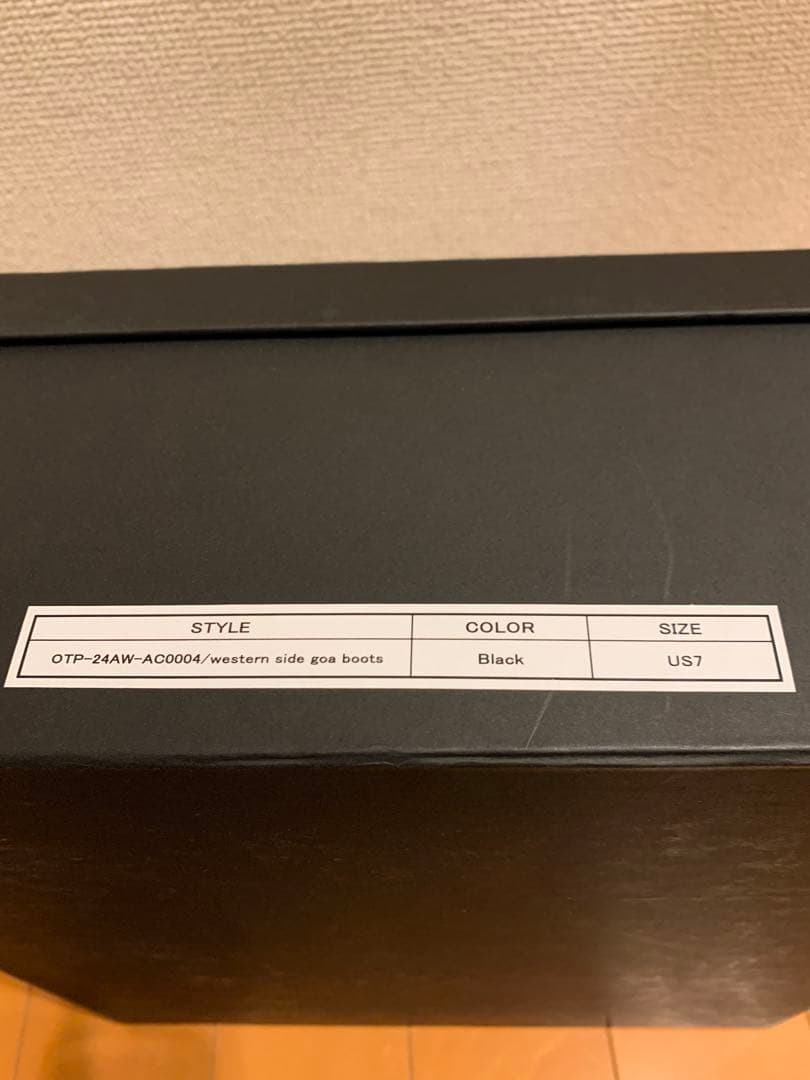 STYLE COLOR SIZE
OTP-24AW-AC0004/western side goa boots Black US7